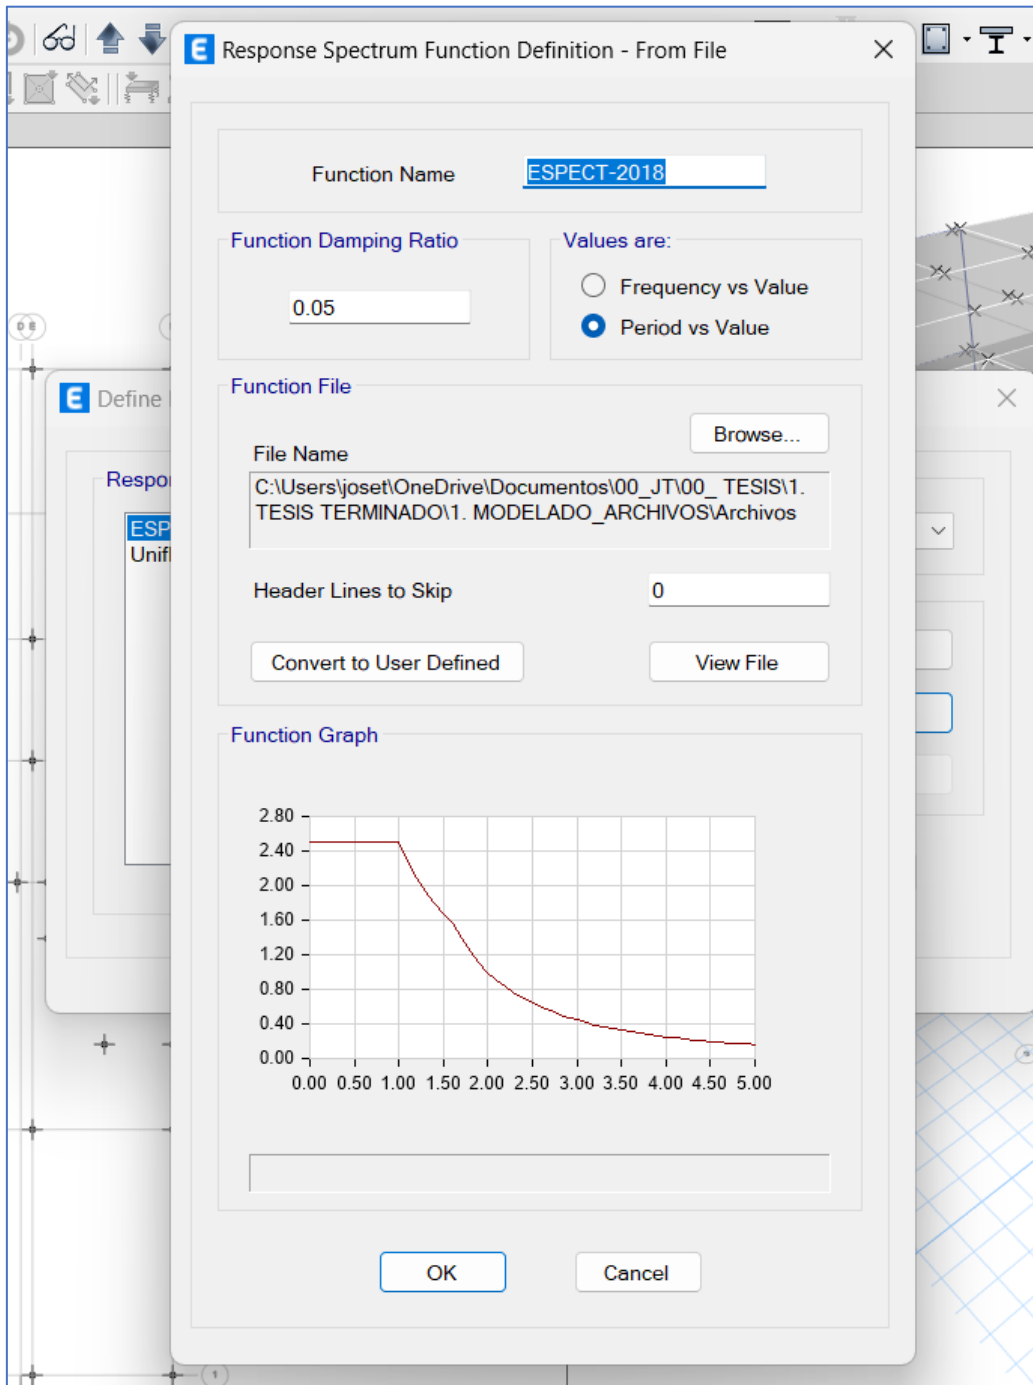 E Response Spectrum Function Definition - From File
Function Name
ESPECT-2018
Function Damping Ratio
0.05
Values are:
Frequency vs Value
Period vs Value
D E
E Define
Respo
ESP
Unif
Function File
Browse...
File Name
C:\Users\joset\OneDrive\Documentos\00_JT\00_ TESIS\1.
TESIS TERMINADO\1. MODELADO_ARCHIVOS\Archivos
Header Lines to Skip
0
Convert to User Defined
View File
Function Graph
2.80
2.40
2.00
1.60
1.20
0.80
0.40
0.00
0.00 0.50 1.00 1.50 2.00 2.50 3.00 3.50 4.00 4.50 5.00
OK
Cancel
1